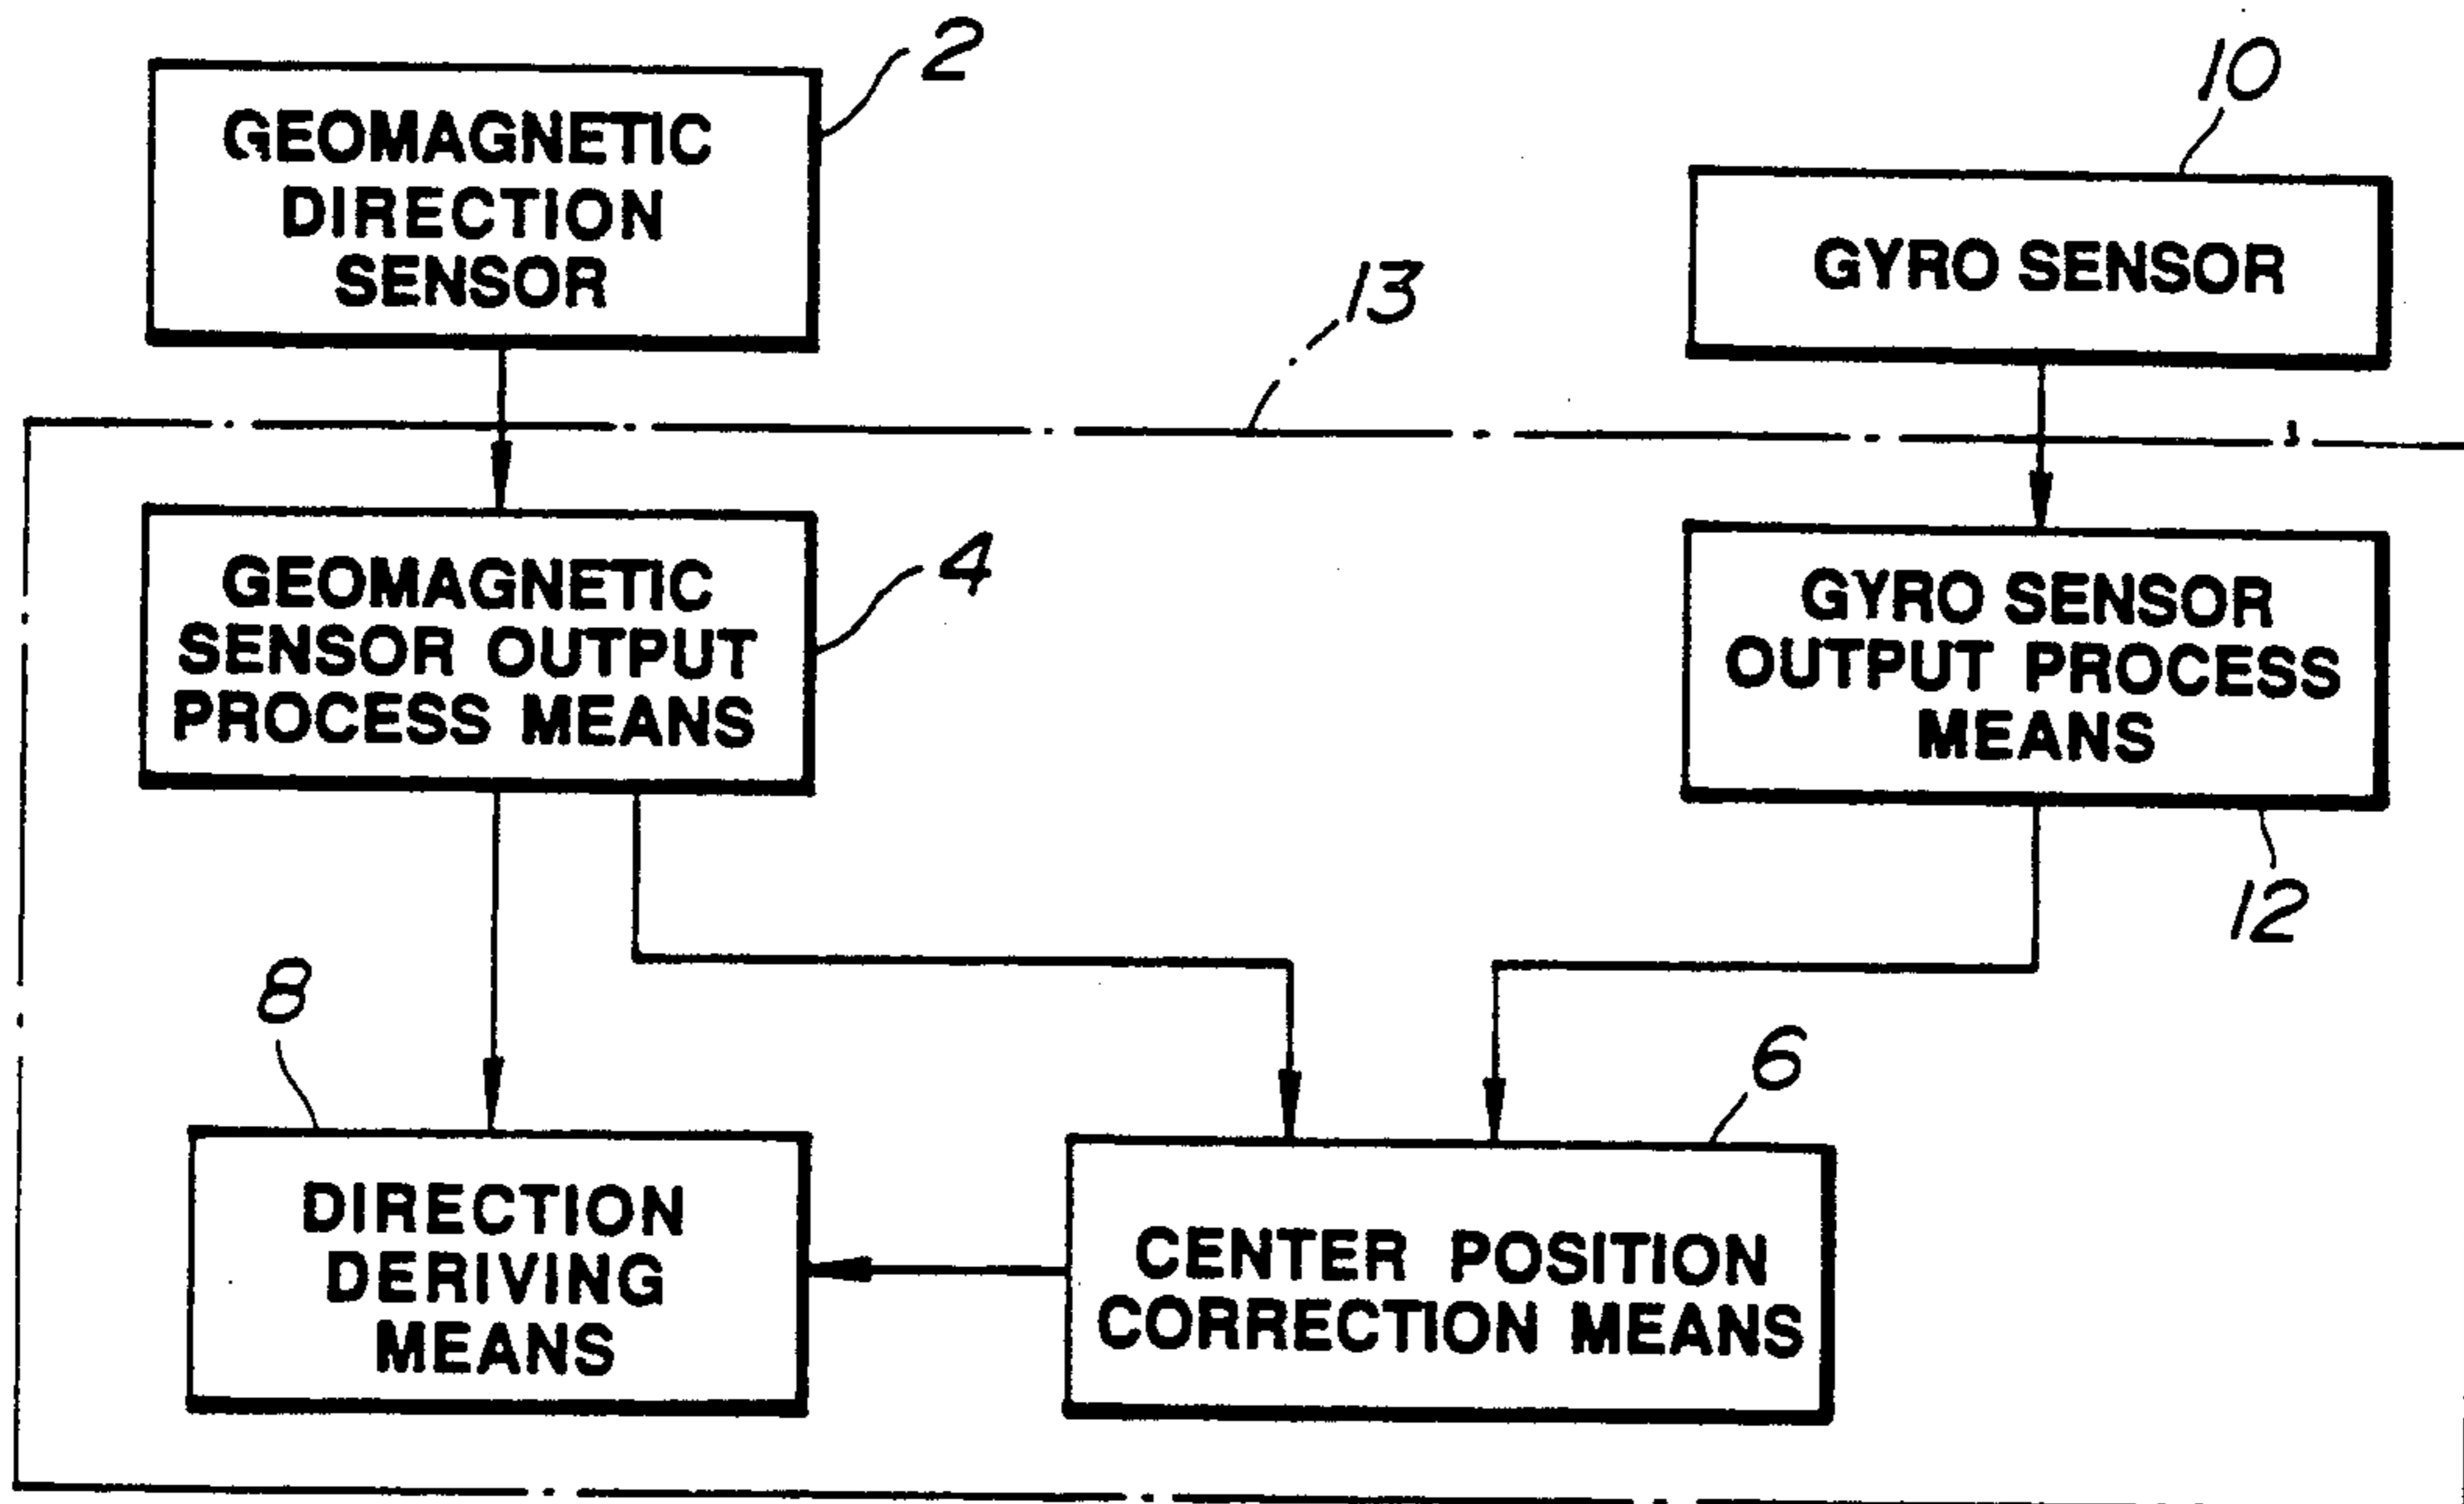 2
GEOMAGNETIC
DIRECTION
SENSOR
10
GYRO SENSOR
13
GEOMAGNETIC
SENSOR OUTPUT
PROCESS MEANS
4
GYRO SENSOR
OUTPUT PROCESS
MEANS
12
8
DIRECTION
DERIVING
MEANS
6
CENTER POSITION
CORRECTION MEANS